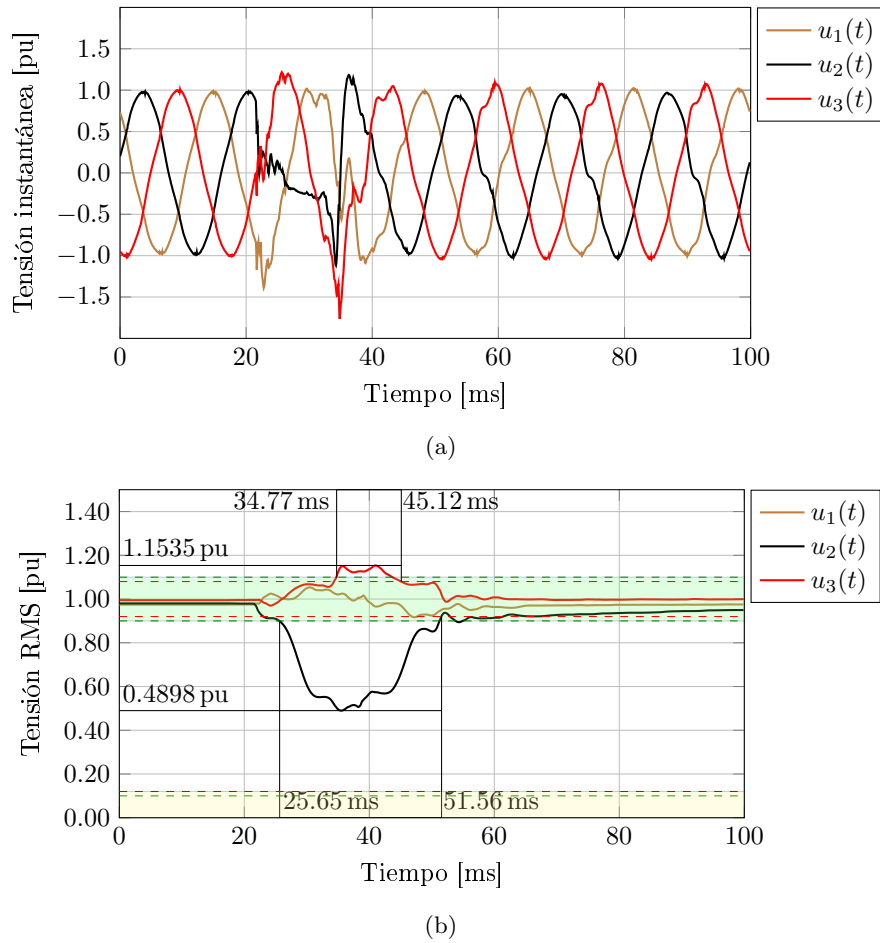 1.5
1.0
0.5
0.0
−0.5
−1.0
−1.5
Tensión instantánea [pu]
0 20 40 60 80 100
Tiempo [ms]
u1(t)
u2(t)
u3(t)
(a)
1.40
1.20
1.00
0.80
0.60
0.40
0.20
0.00
Tensión RMS [pu]
34.77 ms 45.12 ms
1.1535 pu
0.4898 pu
25.65 ms 51.56 ms
0 20 40 60 80 100
Tiempo [ms]
u1(t)
u2(t)
u3(t)
(b)